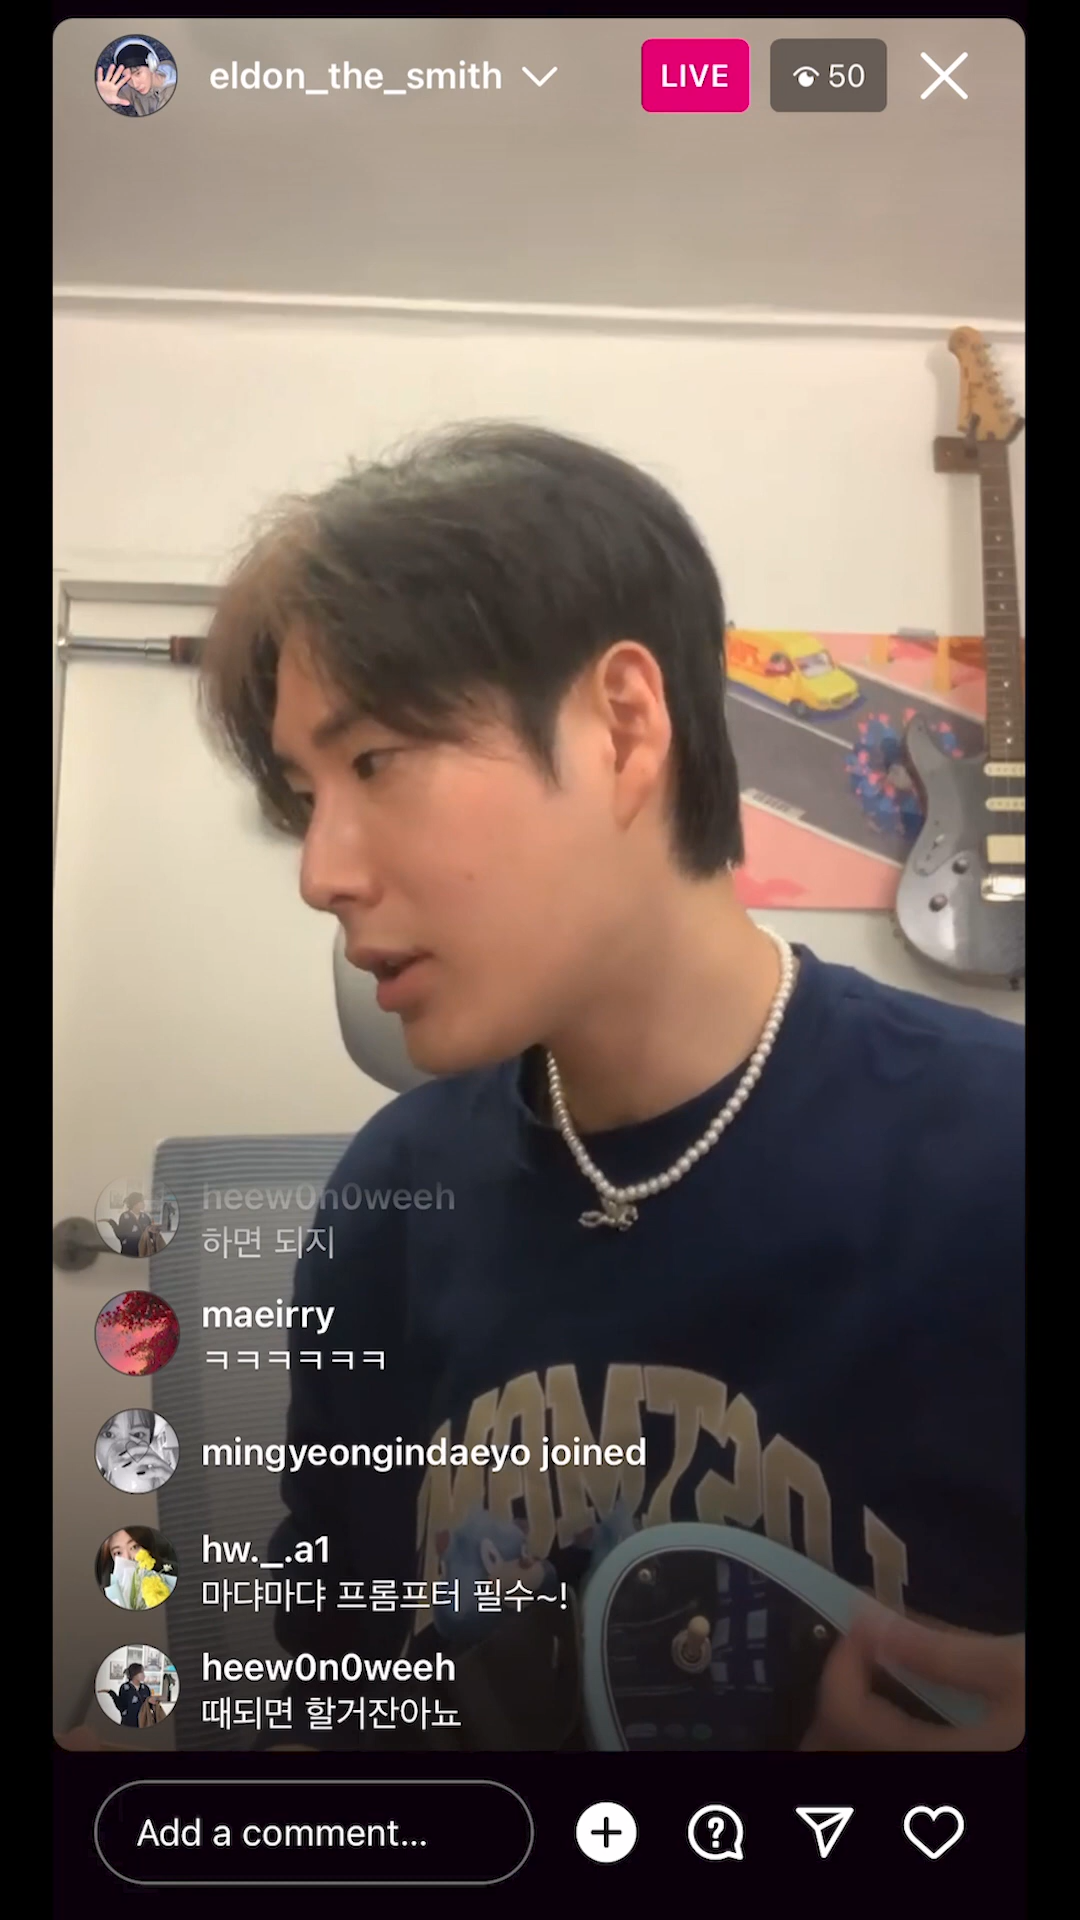 eldon_the_smith
LIVE
50
heew0n0weeh
하면 되지
maeirry
ㅋㅋㅋㅋㅋㅋ
mingyeongindaeyo joined
hw._.a1
마댜마댜 프롬프터 필수~!
heew0n0weeh
때되면 할거잔아뇨
Add a comment...